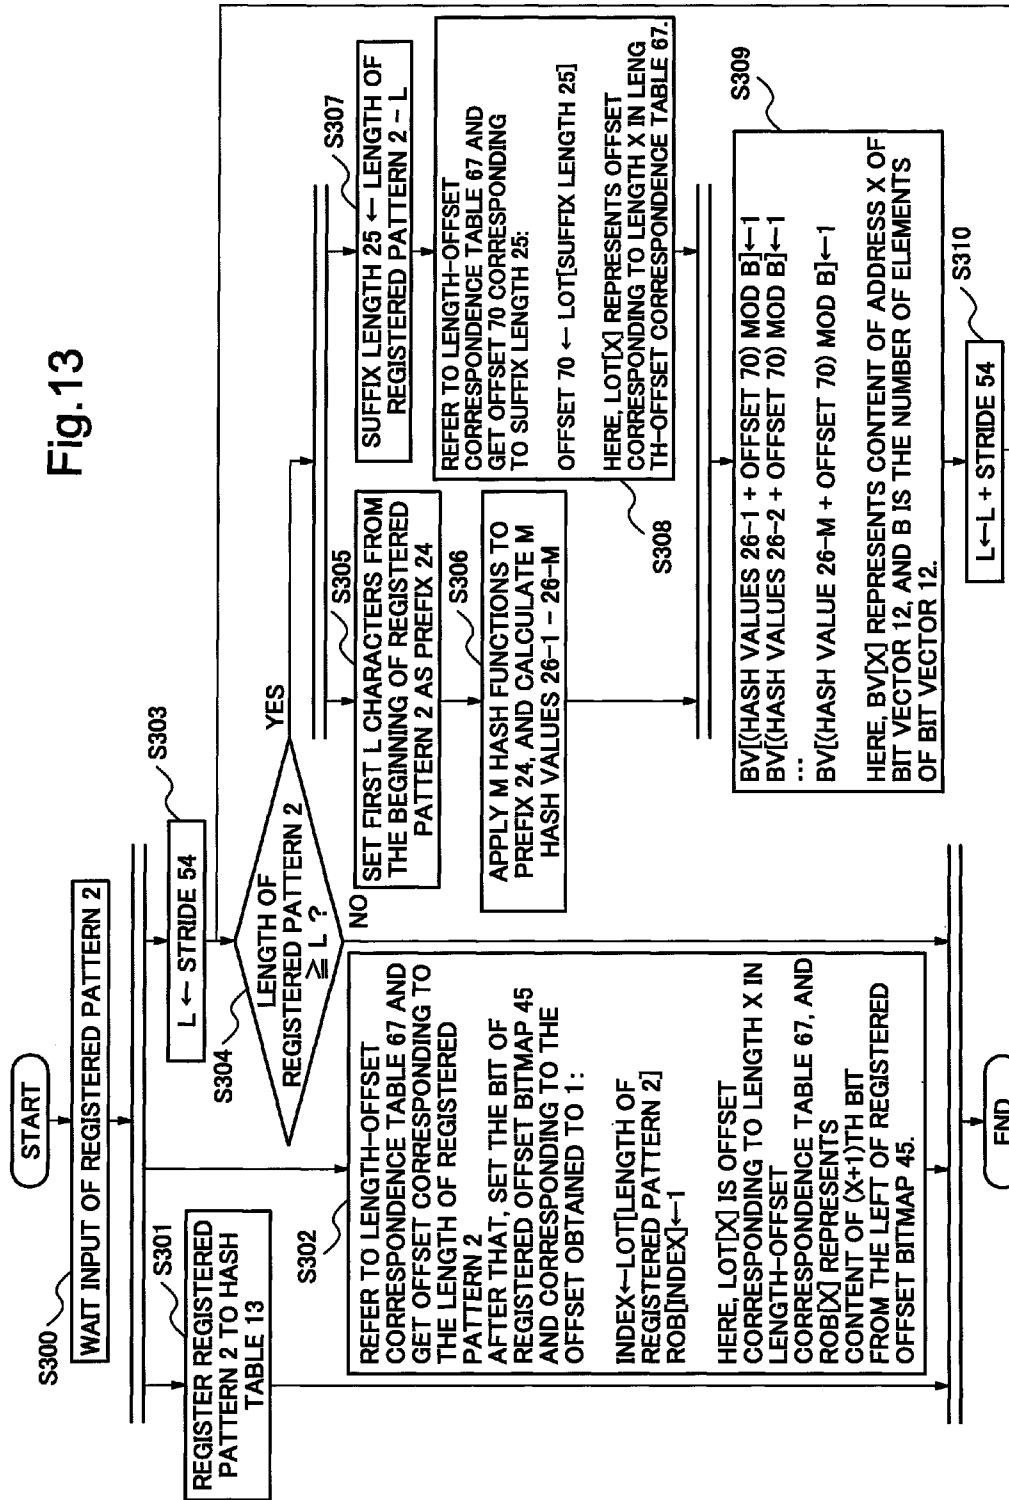 Fig.13
START
S300
WAIT INPUT OF REGISTERED PATTERN 2
S301
REGISTER REGISTERED
PATTERN 2 TO HASH
TABLE 13
S302
REFER TO LENGTH-OFFSET
CORRESPONDENCE TABLE 67 AND
GET OFFSET CORRESPONDING TO
THE LENGTH OF REGISTERED
PATTERN 2
AFTER THAT, SET THE BIT OF
REGISTERED OFFSET BITMAP 45
AND CORRESPONDING TO THE
OFFSET OBTAINED TO 1:
INDEX←LOT[LENGTH OF
REGISTERED PATTERN 2]
ROB[INDEX]←1
HERE, LOT[X] IS OFFSET
CORRESPONDING TO LENGTH X IN
LENGTH-OFFSET
CORRESPONDENCE TABLE 67, AND
ROB[X] REPRESENTS
CONTENT OF (X+1)TH BIT
FROM THE LEFT OF REGISTERED
OFFSET BITMAP 45.
S303
L ← STRIDE 54
S304
LENGTH OF
REGISTERED PATTERN 2
≧ L ?
YES
NO
S305
SET FIRST L CHARACTERS FROM
THE BEGINNING OF REGISTERED
PATTERN 2 AS PREFIX 24
S306
APPLY M HASH FUNCTIONS TO
PREFIX 24, AND CALCULATE M
HASH VALUES 26-1 - 26-M
S307
SUFFIX LENGTH 25 ← LENGTH OF
REGISTERED PATTERN 2 - L
S308
REFER TO LENGTH-OFFSET
CORRESPONDENCE TABLE 67 AND
GET OFFSET 70 CORRESPONDING
TO SUFFIX LENGTH 25:
OFFSET 70 ← LOT[SUFFIX LENGTH 25]
HERE, LOT[X] REPRESENTS OFFSET
CORRESPONDING TO LENGTH X IN LENG
TH-OFFSET CORRESPONDENCE TABLE 67.
S309
BV[(HASH VALUES 26-1 + OFFSET 70) MOD B]←1
BV[(HASH VALUES 26-2 + OFFSET 70) MOD B]←1
...
BV[(HASH VALUE 26-M + OFFSET 70) MOD B]←1
HERE, BV[X] REPRESENTS CONTENT OF ADDRESS X OF
BIT VECTOR 12, AND B IS THE NUMBER OF ELEMENTS
OF BIT VECTOR 12.
S310
L←L + STRIDE 54
END